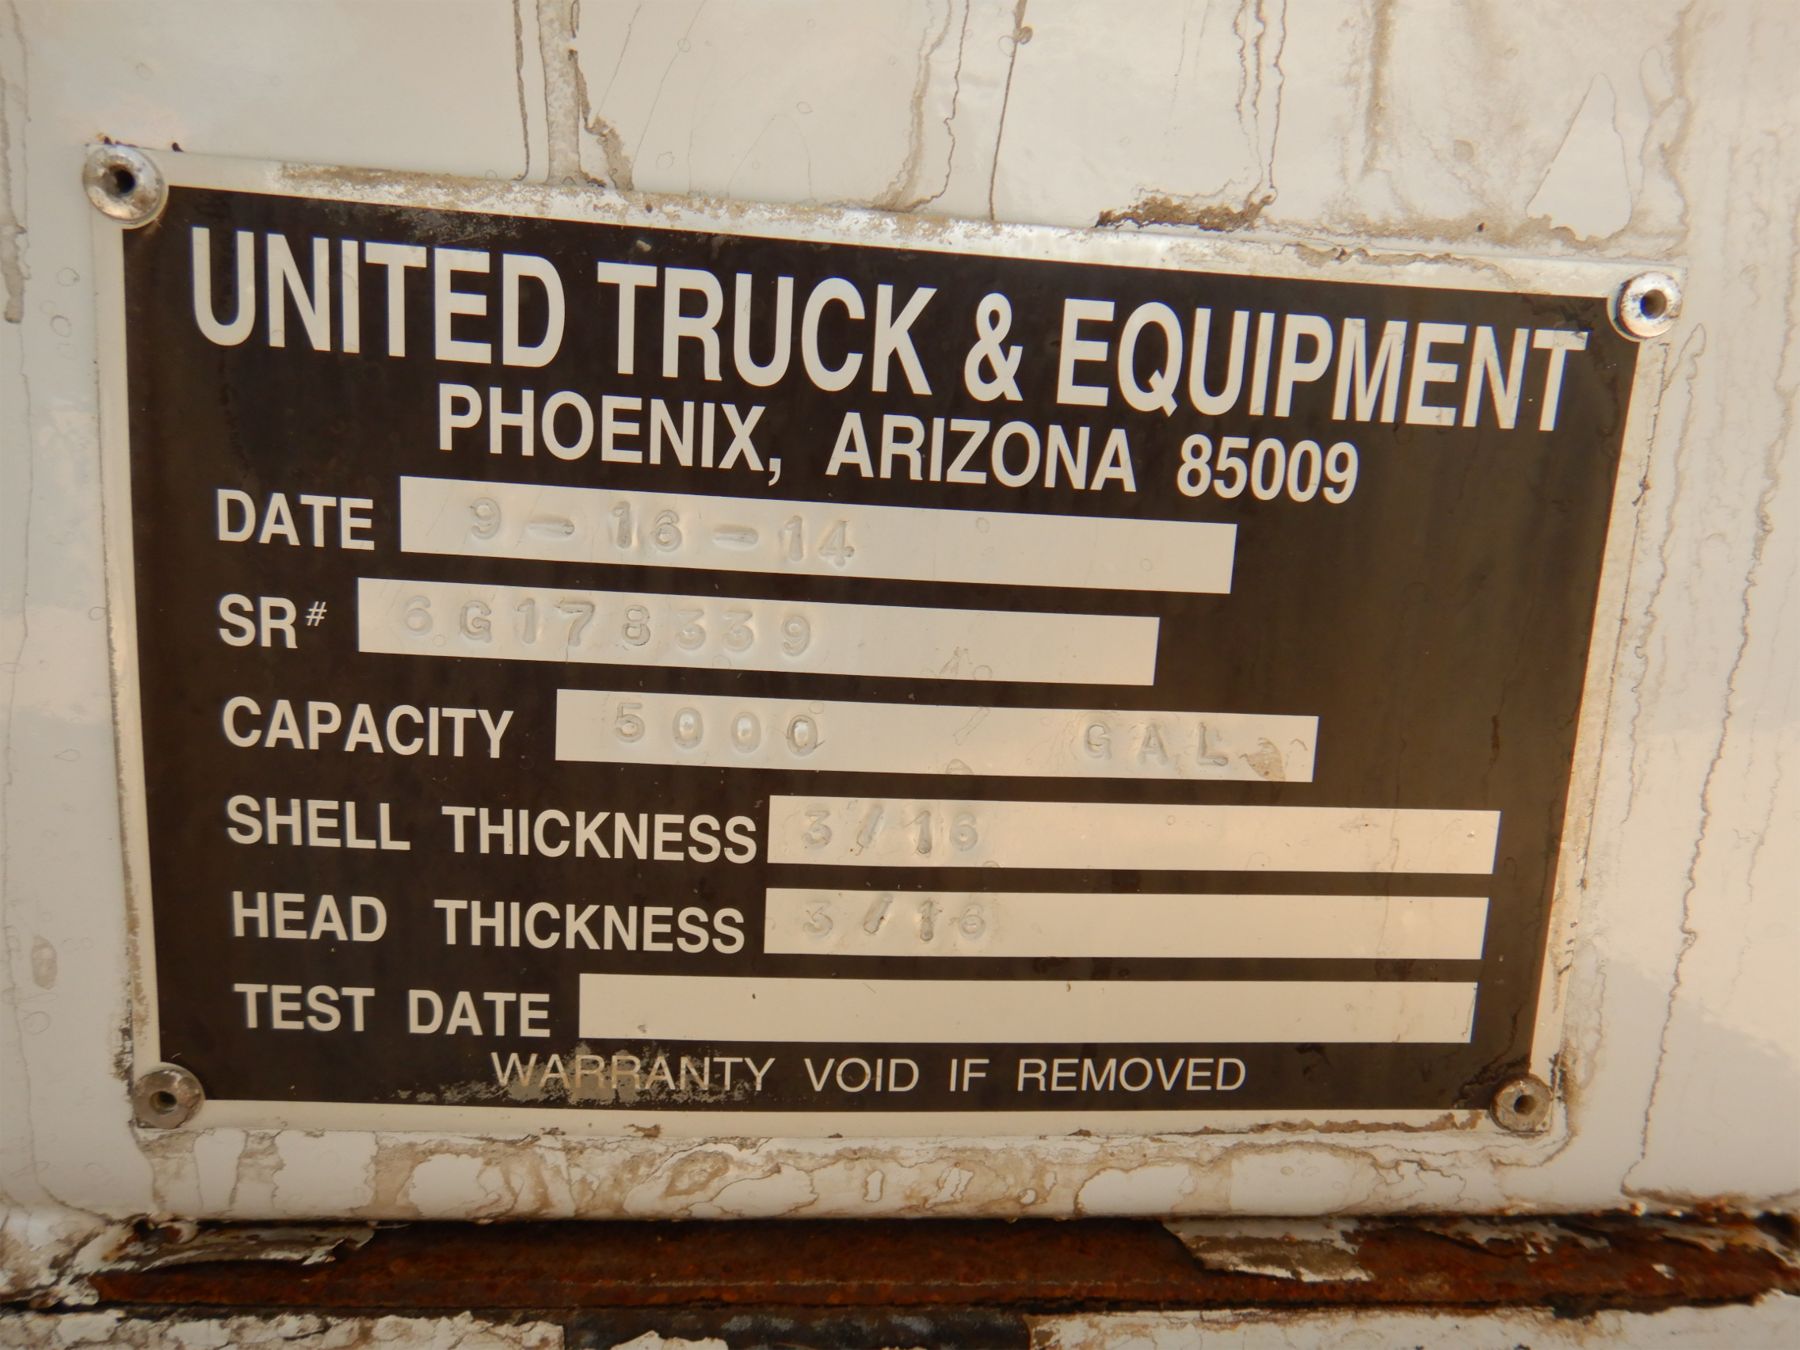 UNITED TRUCK & EQUIPMENT
PHOENIX, ARIZONA 85009
DATE 9-16-14
SR# 6G178339
CAPACITY 5000 GAL
SHELL THICKNESS 3/16
HEAD THICKNESS 3/16
TEST DATE
WARRANTY VOID IF REMOVED